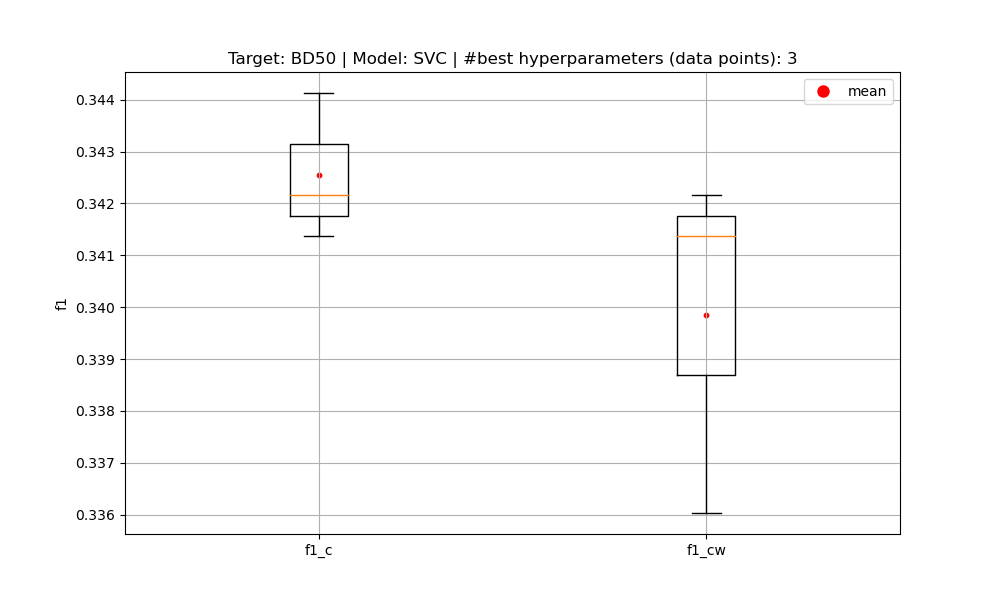 Target: BD50 | Model: SVC | #best hyperparameters (data points): 3
mean
0.344
0.343
0.342
0.341
0.340
0.339
0.338
0.337
0.336
f1
f1_c
f1_cw